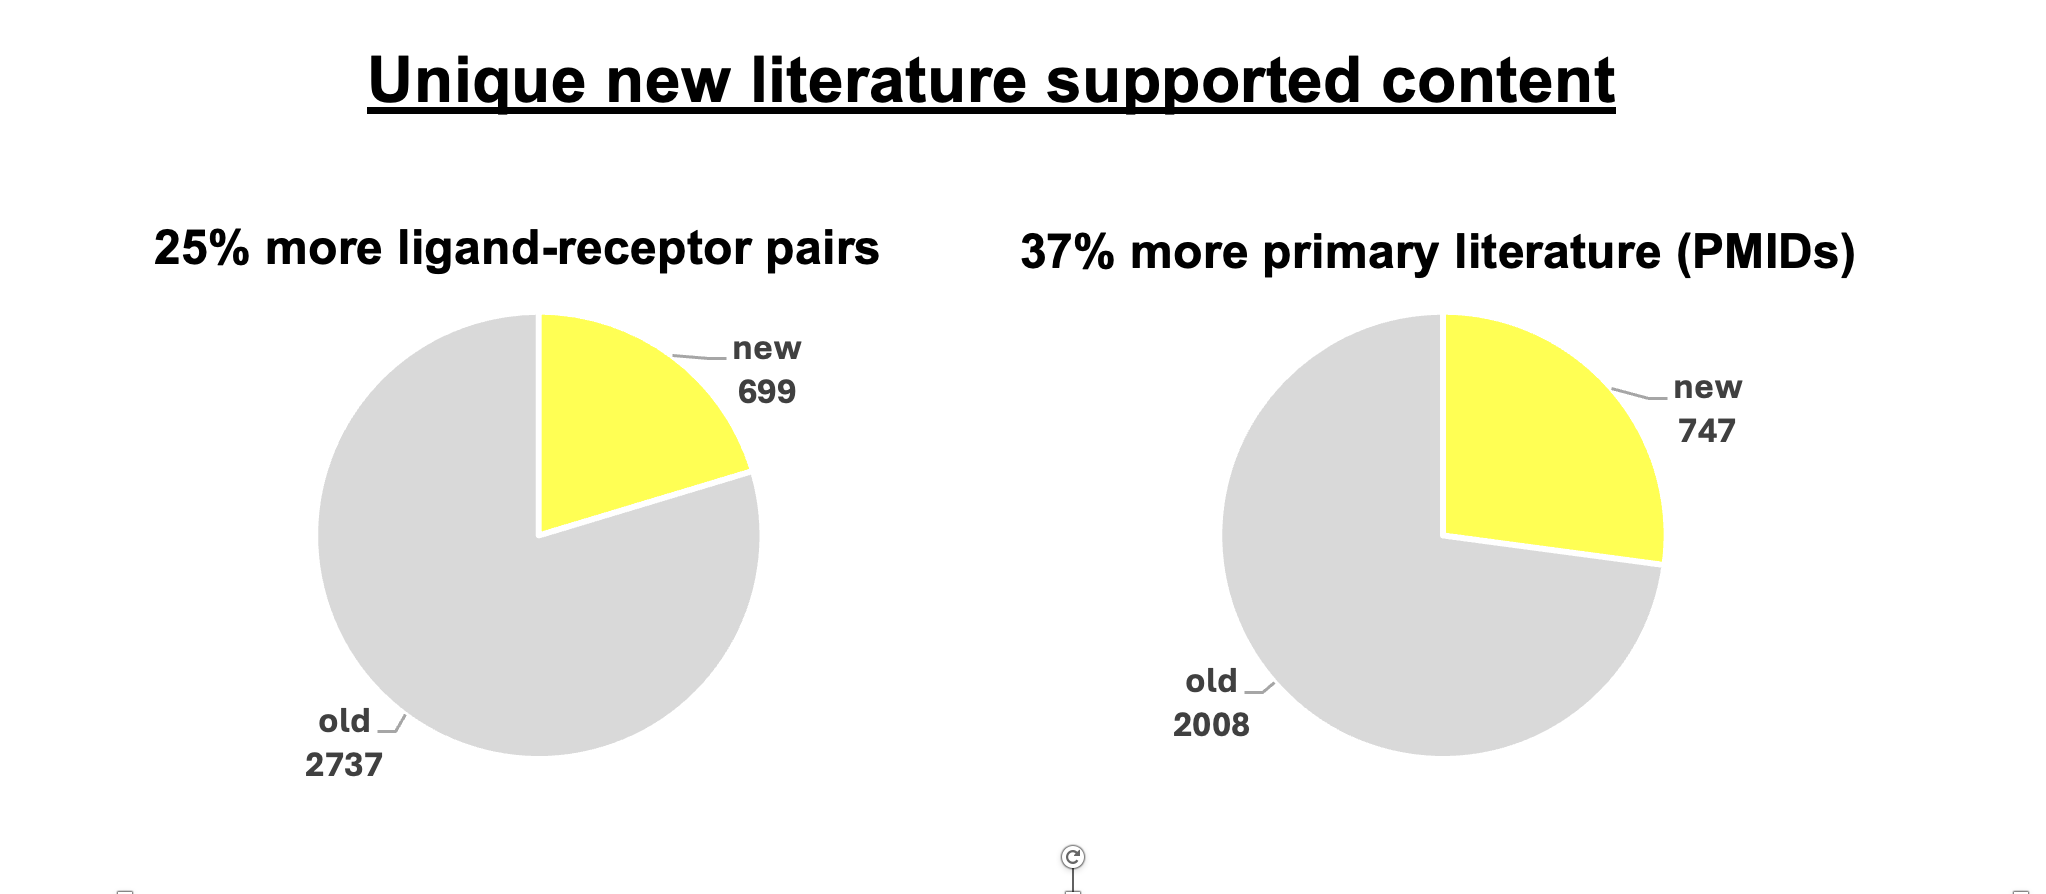 Unique new literature supported content
25% more ligand-receptor pairs
new
699
old
2737
37% more primary literature (PMIDs)
new
747
old
2008